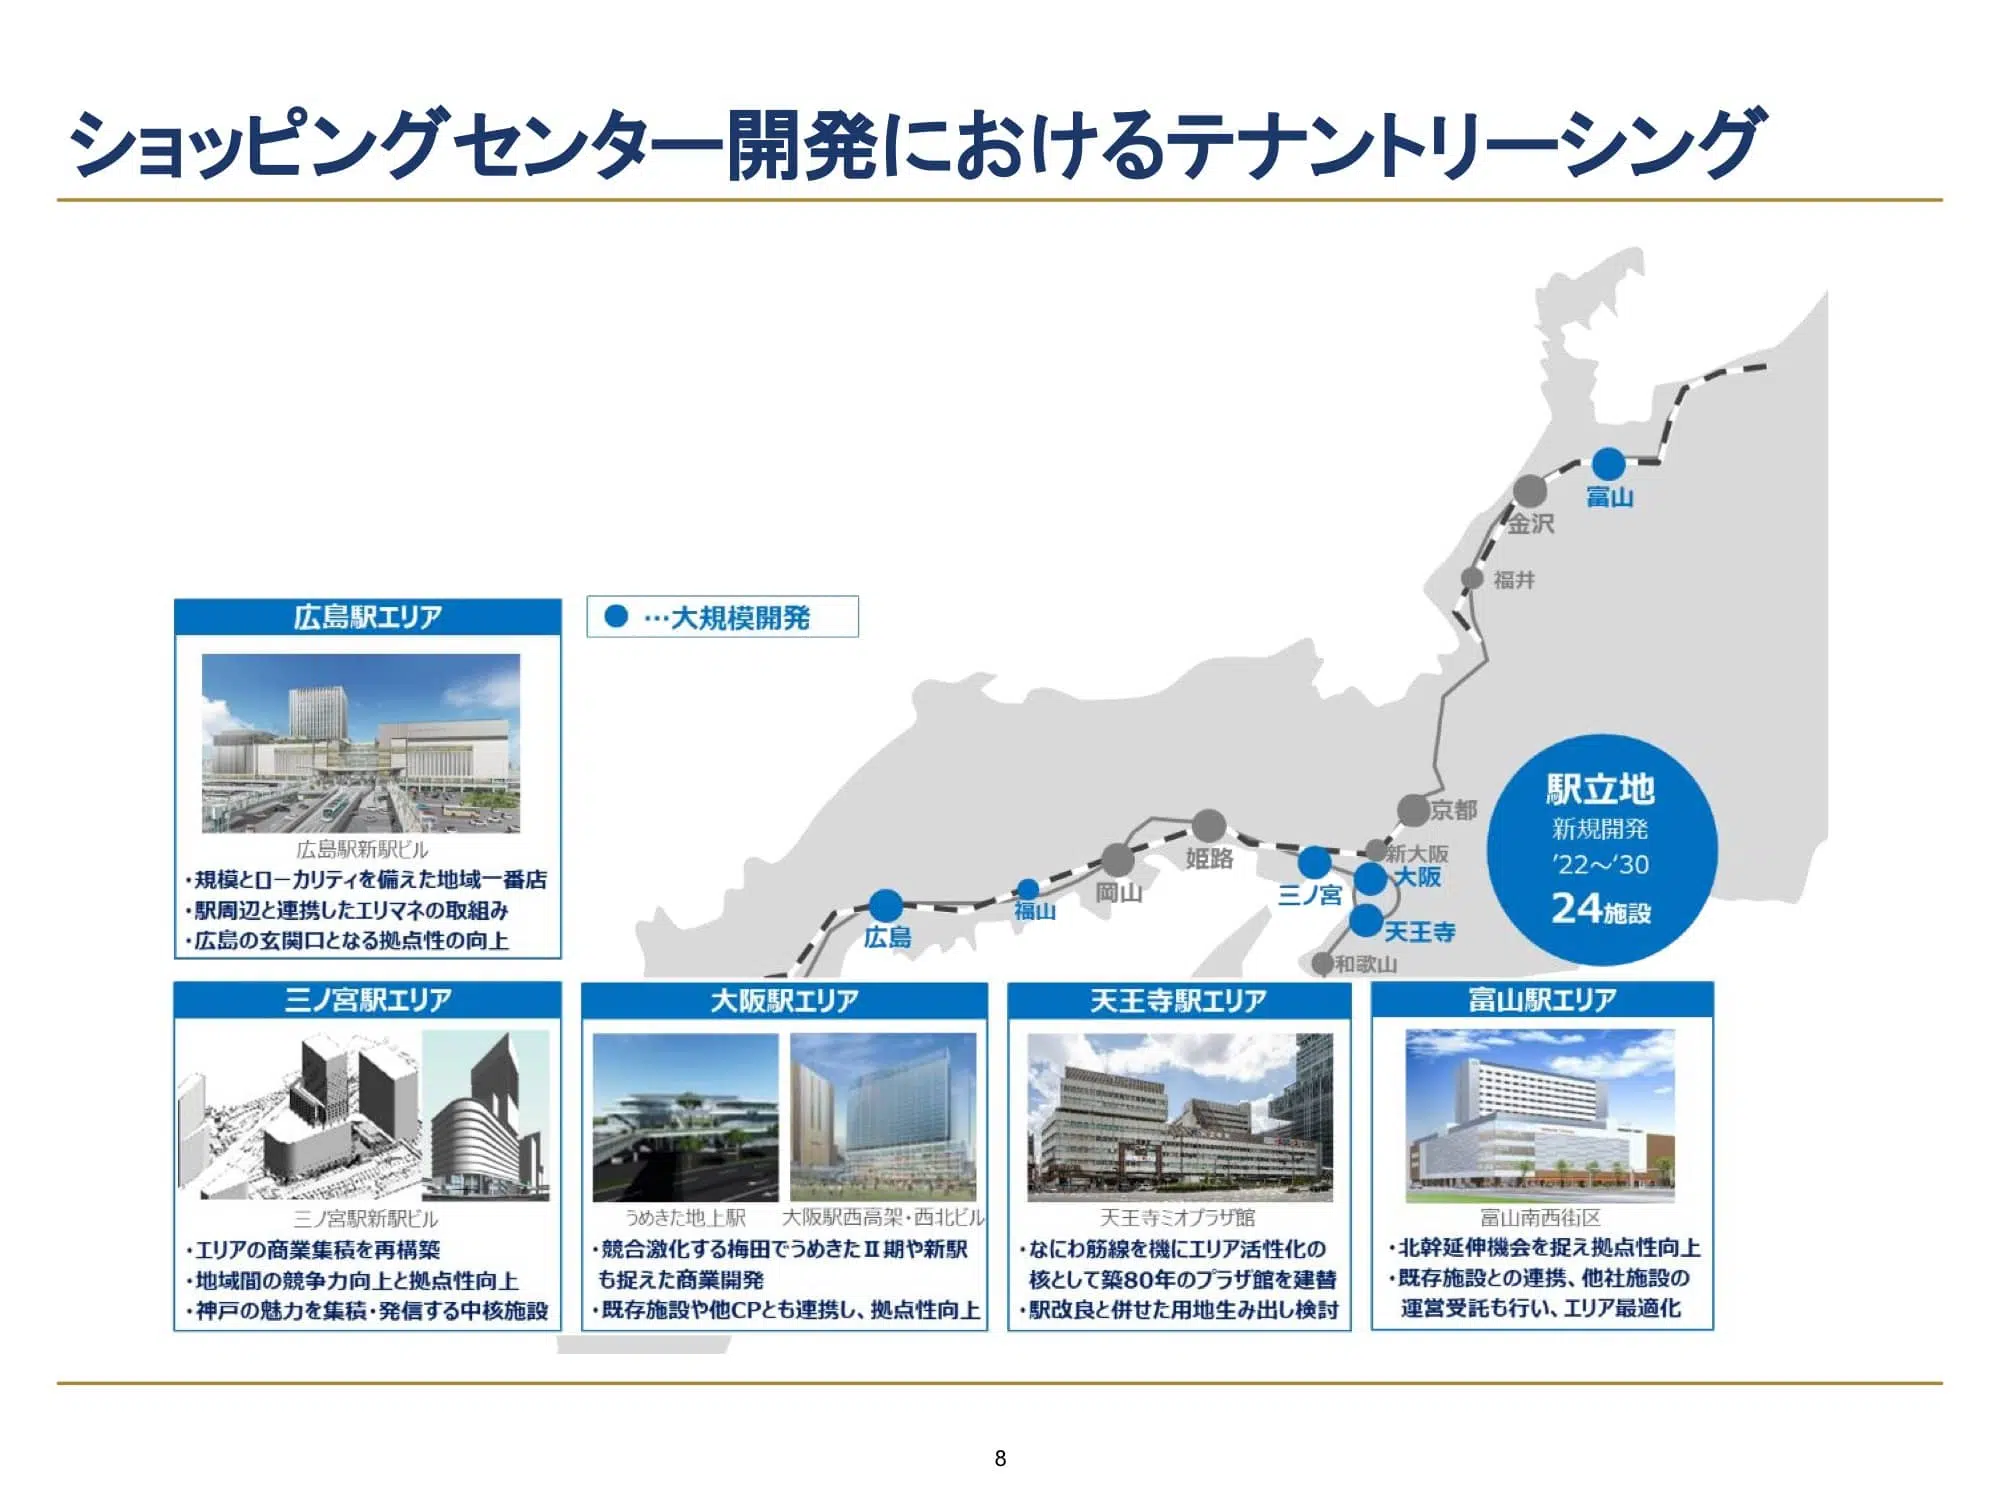 ショッピングセンター開発におけるテナントリーシング
富山
金沢
福井
広島駅エリア
広島駅新駅ビル
・規模とローカリティを備えた地域一番店
・駅周辺と連携したエリマネの取組み
・広島の玄関口となる拠点性の向上
…大規模開発
京都
新大阪
大阪
姫路
三ノ宮
岡山
福山
広島
天王寺
和歌山
駅立地
新規開発
’22～‘30
24施設
三ノ宮駅エリア
三ノ宮駅新駅ビル
・エリアの商業集積を再構築
・地域間の競争力向上と拠点性向上
・神戸の魅力を集積・発信する中核施設
大阪駅エリア
うめきた地上駅
大阪駅西高架・西北ビル
・競合激化する梅田でうめきたⅡ期や新駅
も捉えた商業開発
・既存施設や他CPとも連携し、拠点性向上
天王寺駅エリア
天王寺ミオプラザ館
・なにわ筋線を機にエリア活性化の
核として築80年のプラザ館を建替
・駅改良と併せた用地生み出し検討
富山駅エリア
富山南西街区
・北幹延伸機会を捉え拠点性向上
・既存施設との連携、他社施設の
運営受託も行い、エリア最適化
8